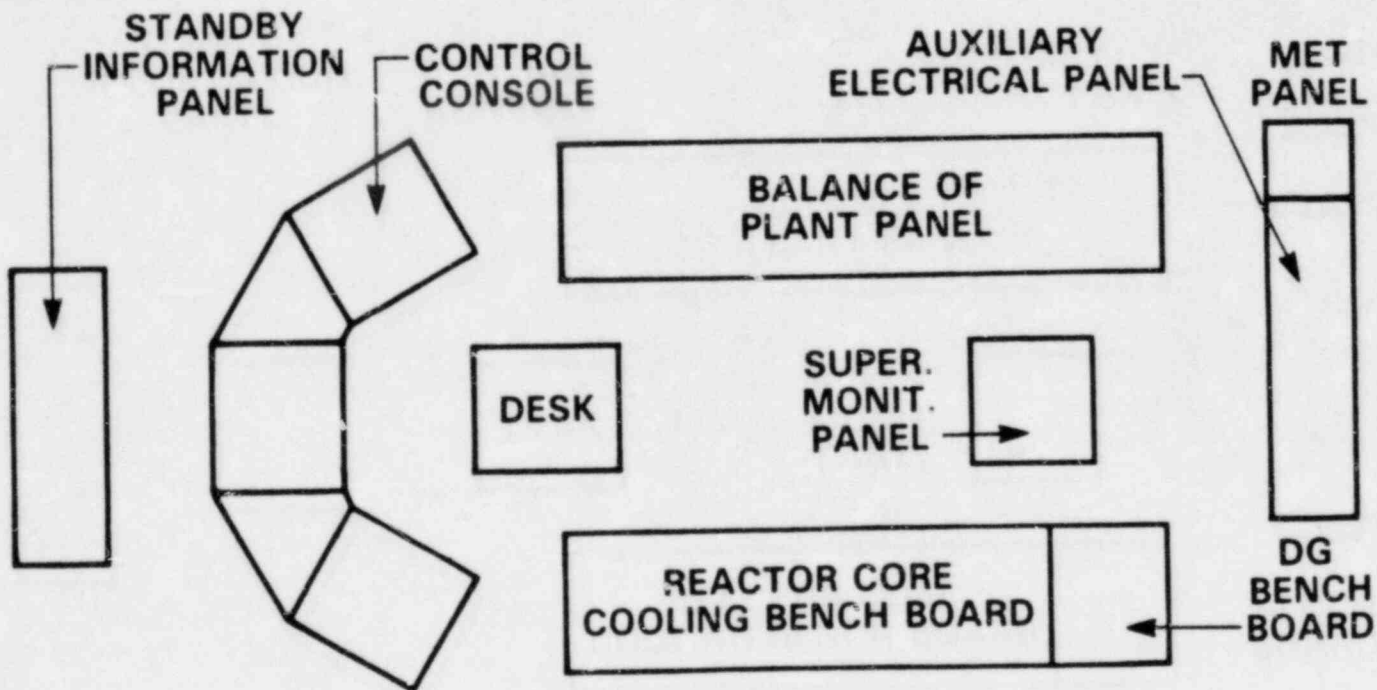 STANDBY
INFORMATION
PANEL
CONTROL
CONSOLE
AUXILIARY
ELECTRICAL PANEL
MET
PANEL
BALANCE OF
PLANT PANEL
DESK
SUPER.
MONIT.
PANEL
REACTOR CORE
COOLING BENCH BOARD
DG
BENCH
BOARD